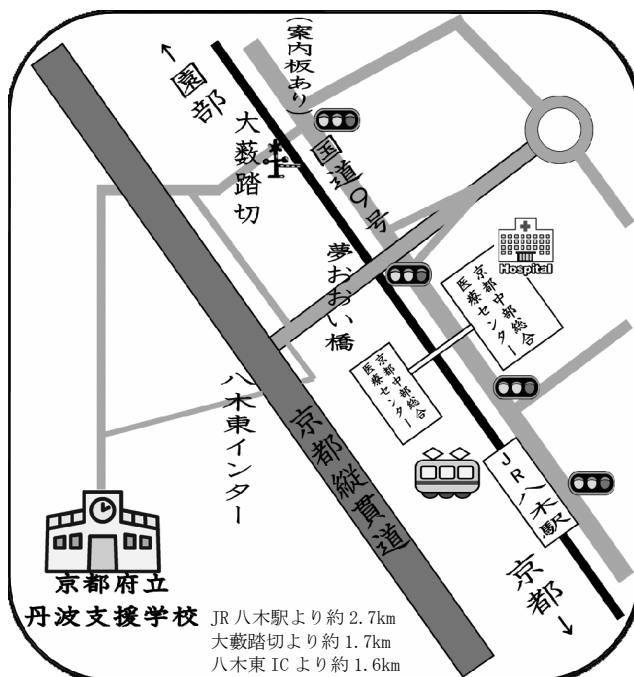 (案内板あり)
↑園部
大薮踏切
国道9号
夢おおい橋
Hospital
京都中部総合
医療センター
京都中部総合
医療センター
八木東インター
京都縦貫道
JR八木駅
京都↓
京都府立
丹波支援学校
JR 八木駅より約 2.7km
大藪踏切より約 1.7km
八木東 IC より約 1.6km